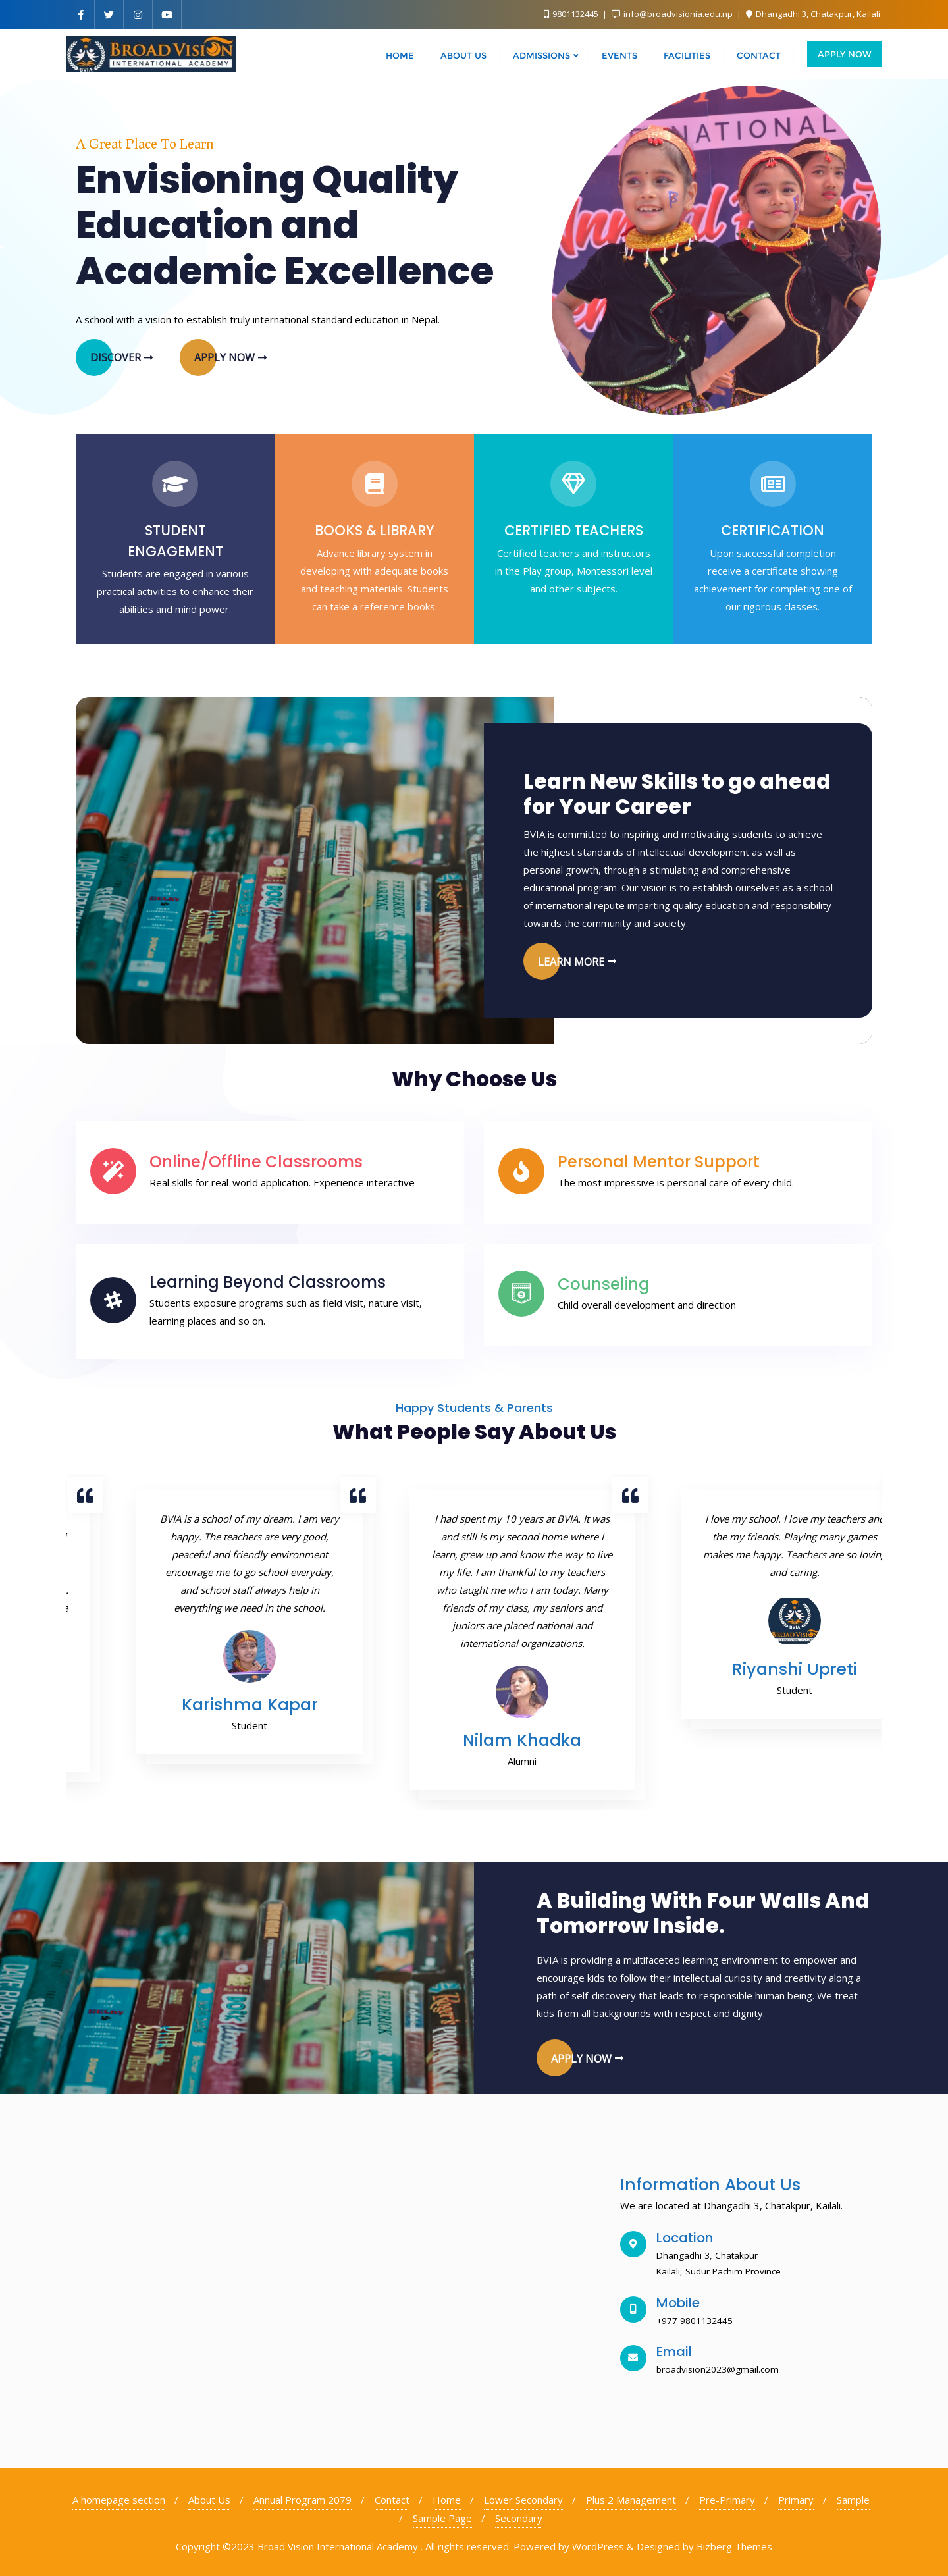 9801132445 | info@broadvisionia.edu.np | Dhangadhi 3, Chatakpur, Kailali
BROAD VISION
INTERNATIONAL ACADEMY
BVIA
HOME ABOUT US ADMISSIONS EVENTS FACILITIES CONTACT APPLY NOW
A Great Place To Learn
Envisioning Quality
Education and
Academic Excellence
A school with a vision to establish truly international standard education in Nepal.
DISCOVER APPLY NOW
STUDENT
ENGAGEMENT
Students are engaged in various
practical activities to enhance their
abilities and mind power.
BOOKS & LIBRARY
Advance library system in
developing with adequate books
and teaching materials. Students
can take a reference books.
CERTIFIED TEACHERS
Certified teachers and instructors
in the Play group, Montessori level
and other subjects.
CERTIFICATION
Upon successful completion
receive a certificate showing
achievement for completing one of
our rigorous classes.
Learn New Skills to go ahead
for Your Career
BVIA is committed to inspiring and motivating students to achieve
the highest standards of intellectual development as well as
personal growth, through a stimulating and comprehensive
educational program. Our vision is to establish ourselves as a school
of international repute imparting quality education and responsibility
towards the community and society.
LEARN MORE
Why Choose Us
Online/Offline Classrooms
Real skills for real-world application. Experience interactive
Personal Mentor Support
The most impressive is personal care of every child.
Learning Beyond Classrooms
Students exposure programs such as field visit, nature visit,
learning places and so on.
Counseling
Child overall development and direction
Happy Students & Parents
What People Say About Us
BVIA is a school of my dream. I am very
happy. The teachers are very good,
peaceful and friendly environment
encourage me to go school everyday,
and school staff always help in
everything we need in the school.
Karishma Kapar
Student
I had spent my 10 years at BVIA. It was
and still is my second home where I
learn, grew up and know the way to live
my life. I am thankful to my teachers
who taught me who I am today. Many
friends of my class, my seniors and
juniors are placed national and
international organizations.
Nilam Khadka
Alumni
I love my school. I love my teachers and
the my friends. Playing many games
makes me happy. Teachers are so loving
and caring.
BROAD VISION
Riyanshi Upreti
Student
A Building With Four Walls And
Tomorrow Inside.
BVIA is providing a multifaceted learning environment to empower and
encourage kids to follow their intellectual curiosity and creativity along a
path of self-discovery that leads to responsible human being. We treat
kids from all backgrounds with respect and dignity.
APPLY NOW
Information About Us
We are located at Dhangadhi 3, Chatakpur, Kailali.
Location
Dhangadhi 3, Chatakpur
Kailali, Sudur Pachim Province
Mobile
+977 9801132445
Email
broadvision2023@gmail.com
A homepage section / About Us / Annual Program 2079 / Contact / Home / Lower Secondary / Plus 2 Management / Pre-Primary / Primary / Sample
/ Sample Page / Secondary
Copyright ©2023 Broad Vision International Academy . All rights reserved. Powered by WordPress & Designed by Bizberg Themes